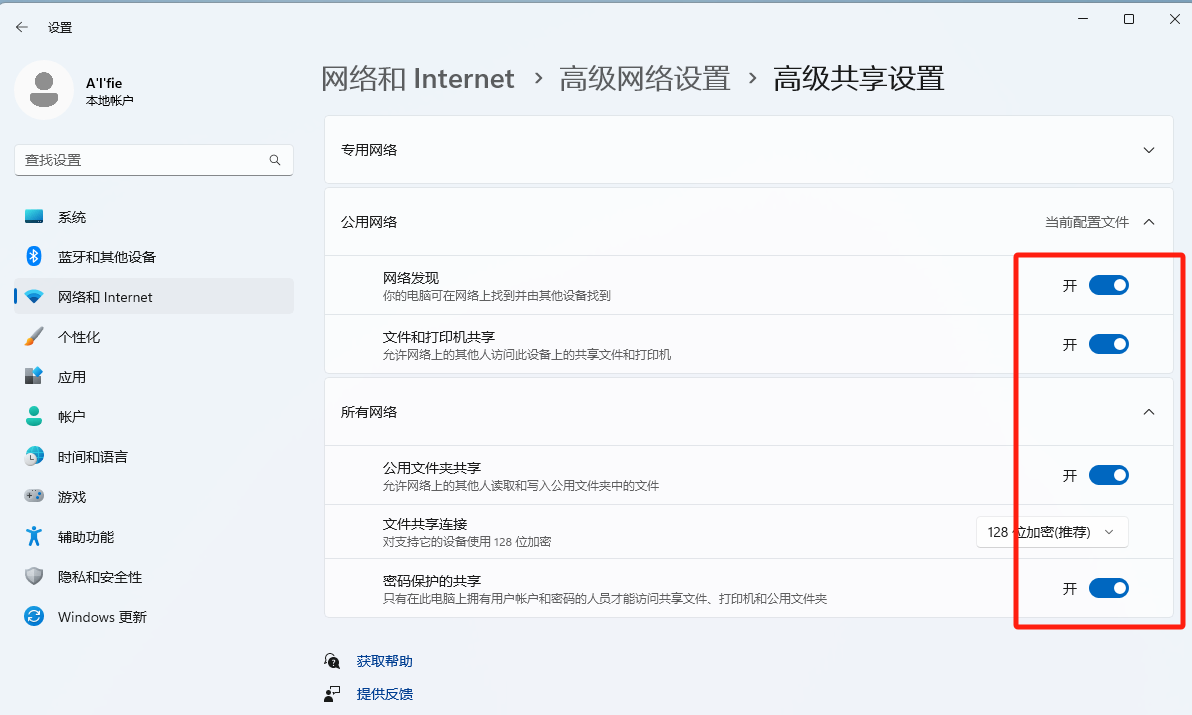 设置
A'l'fie
本地帐户
查找设置
系统
蓝牙和其他设备
网络和 Internet
个性化
应用
帐户
时间和语言
游戏
辅助功能
隐私和安全性
Windows 更新
网络和 Internet › 高级网络设置 › 高级共享设置
专用网络
公用网络 当前配置文件
网络发现
你的电脑可在网络上找到并由其他设备找到
开
文件和打印机共享
允许网络上的其他人访问此设备上的共享文件和打印机
开
所有网络
公用文件夹共享
允许网络上的其他人读取和写入公用文件夹中的文件
开
文件共享连接
对支持它的设备使用 128 位加密
128 位加密(推荐)
密码保护的共享
只有在此电脑上拥有用户帐户和密码的人员才能访问共享文件、打印机和公用文件夹
开
获取帮助
提供反馈